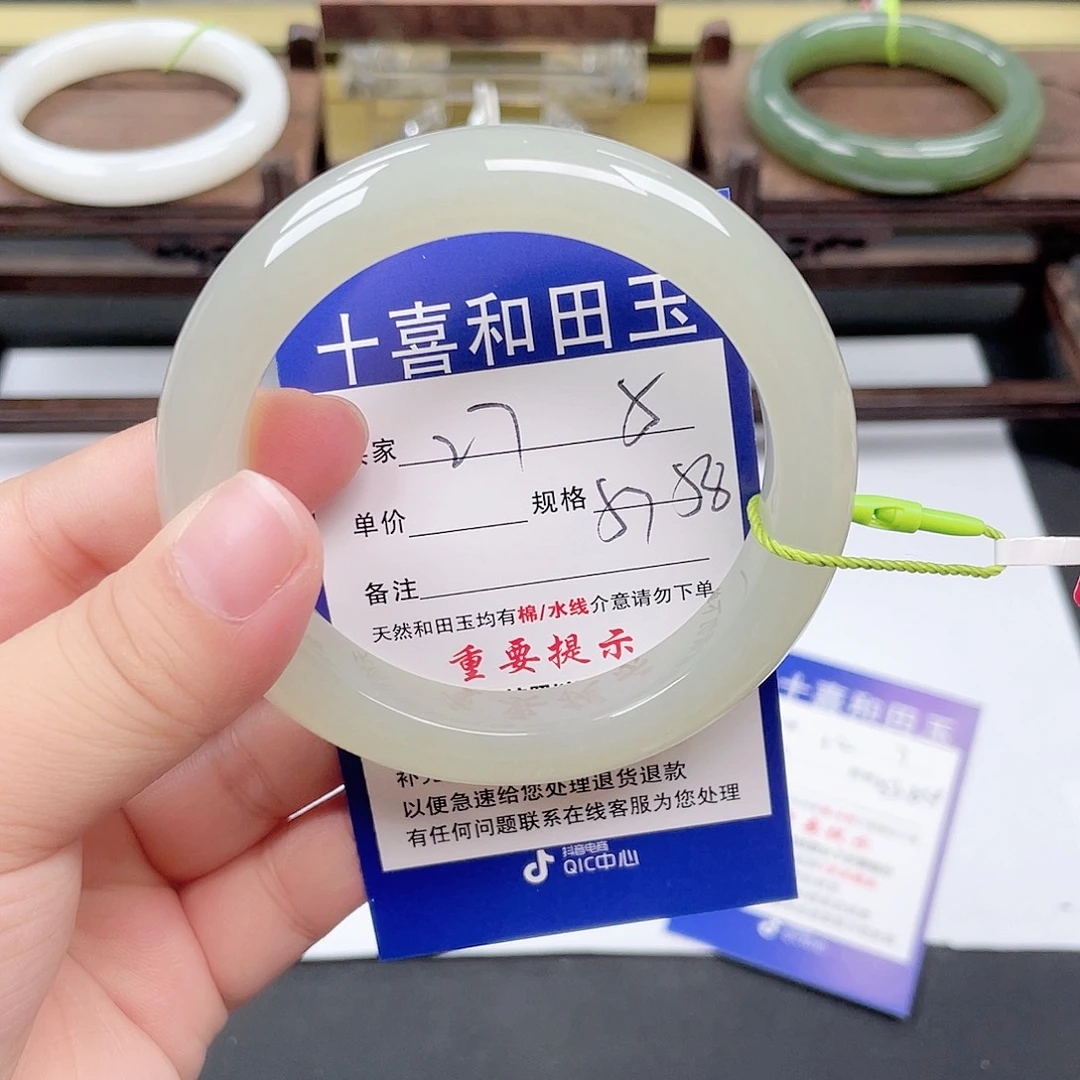 十喜和田玉
家 27 8
单价 规格 57 58
备注
天然和田玉均有棉/水线介意请勿下单
重要提示
以便急速给您处理退货退款
有任何问题联系在线客服为您处理
抖音电商
QIC中心
十喜和田玉